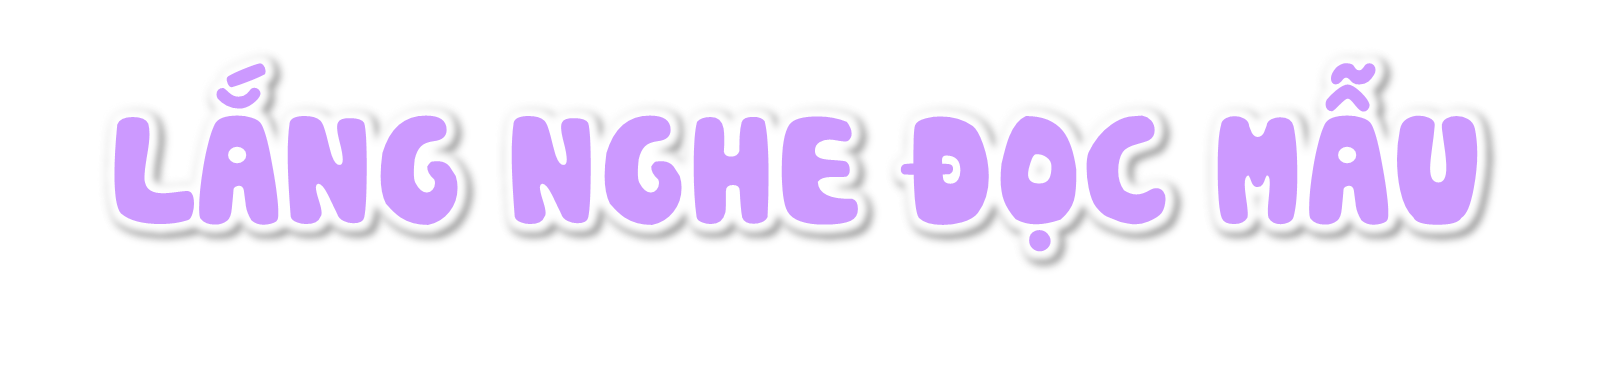 LẮNG NGHE ĐỌC MẪU